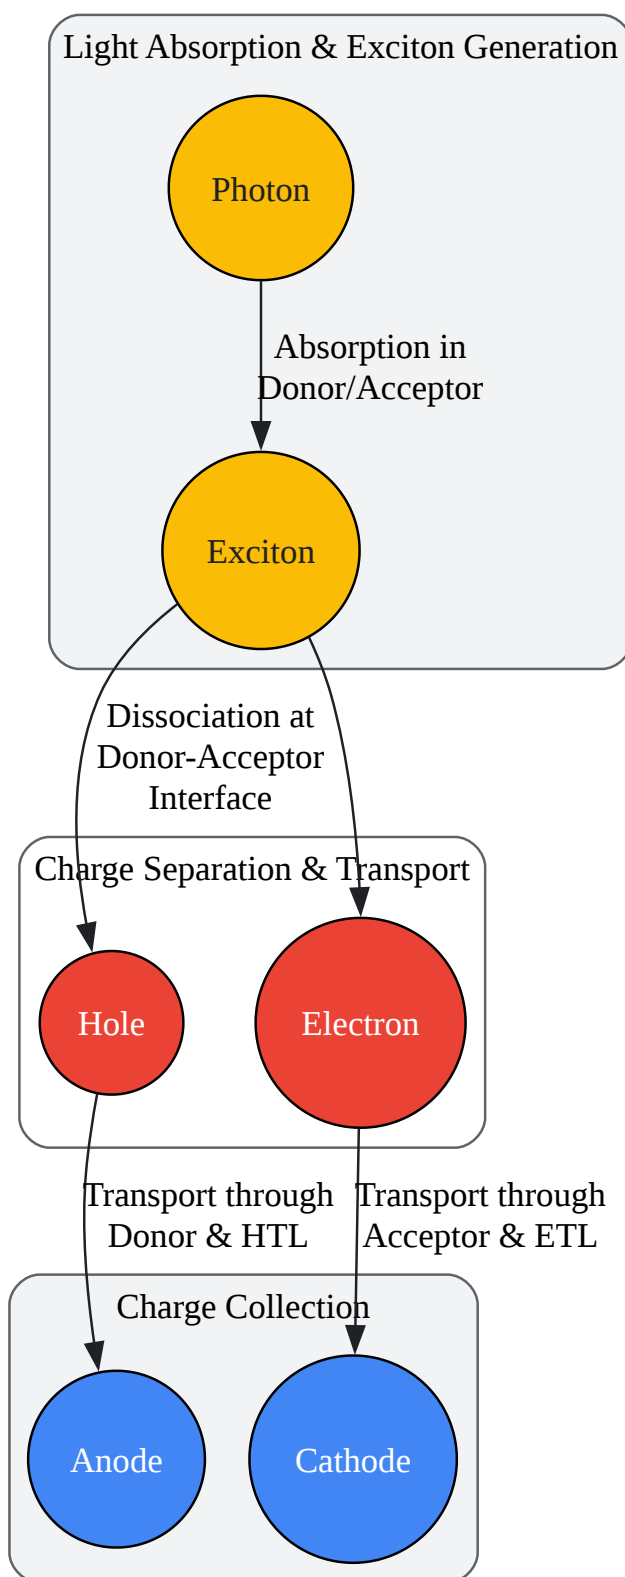 Light Absorption & Exciton Generation
Photon
Absorption in
Donor/Acceptor
Exciton
Dissociation at
Donor-Acceptor
Interface
Charge Separation & Transport
Hole
Electron
Transport through
Donor & HTL
Transport through
Acceptor & ETL
Charge Collection
Anode
Cathode